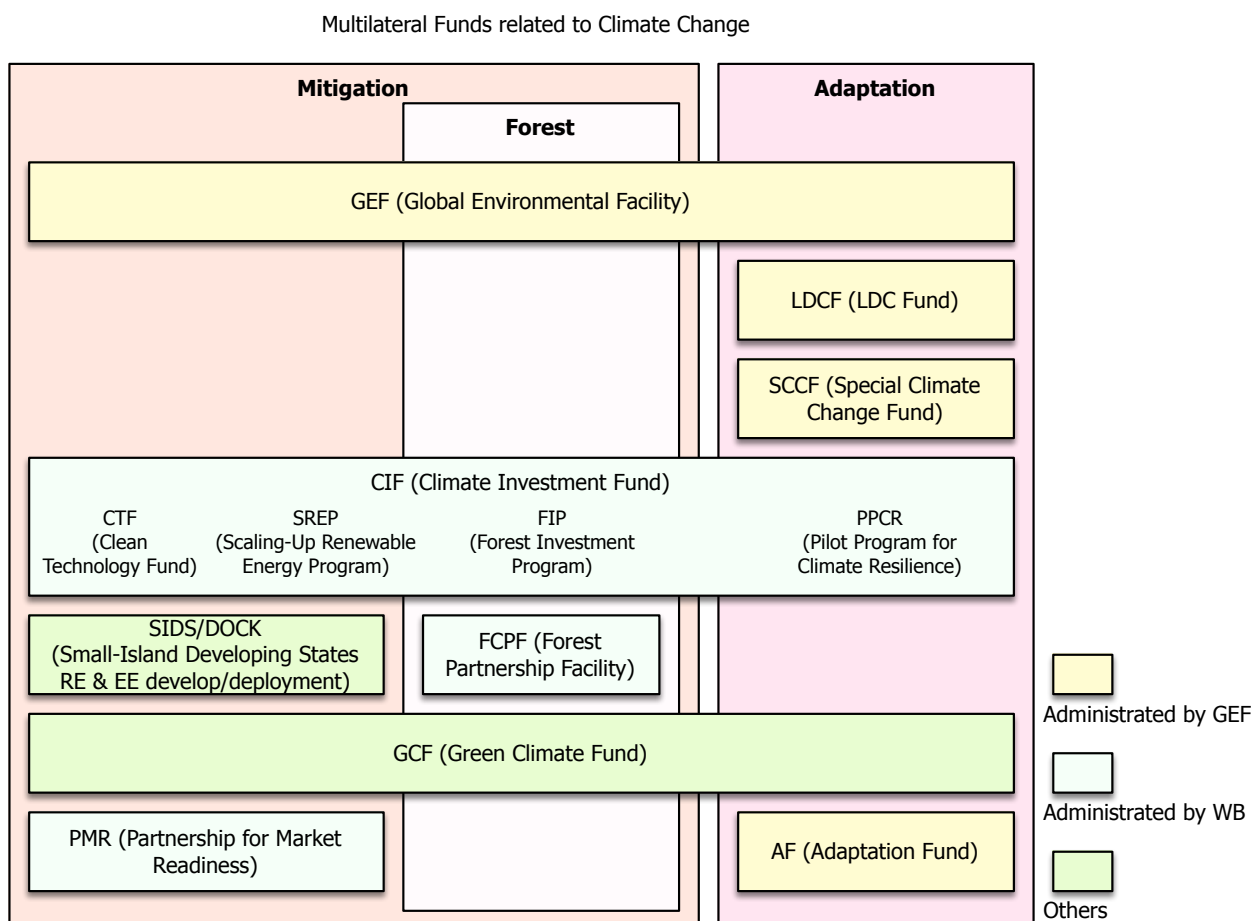 Multilateral Funds related to Climate Change
Mitigation
Adaptation
Forest
GEF (Global Environmental Facility)
LDCF (LDC Fund)
SCCF (Special Climate
Change Fund)
CIF (Climate Investment Fund)
CTF
(Clean
Technology Fund)
SREP
(Scaling-Up Renewable
Energy Program)
FIP
(Forest Investment
Program)
PPCR
(Pilot Program for
Climate Resilience)
SIDS/DOCK
(Small-Island Developing States
RE & EE develop/deployment)
FCPF (Forest
Partnership Facility)
GCF (Green Climate Fund)
PMR (Partnership for Market
Readiness)
AF (Adaptation Fund)
Administrated by GEF
Administrated by WB
Others